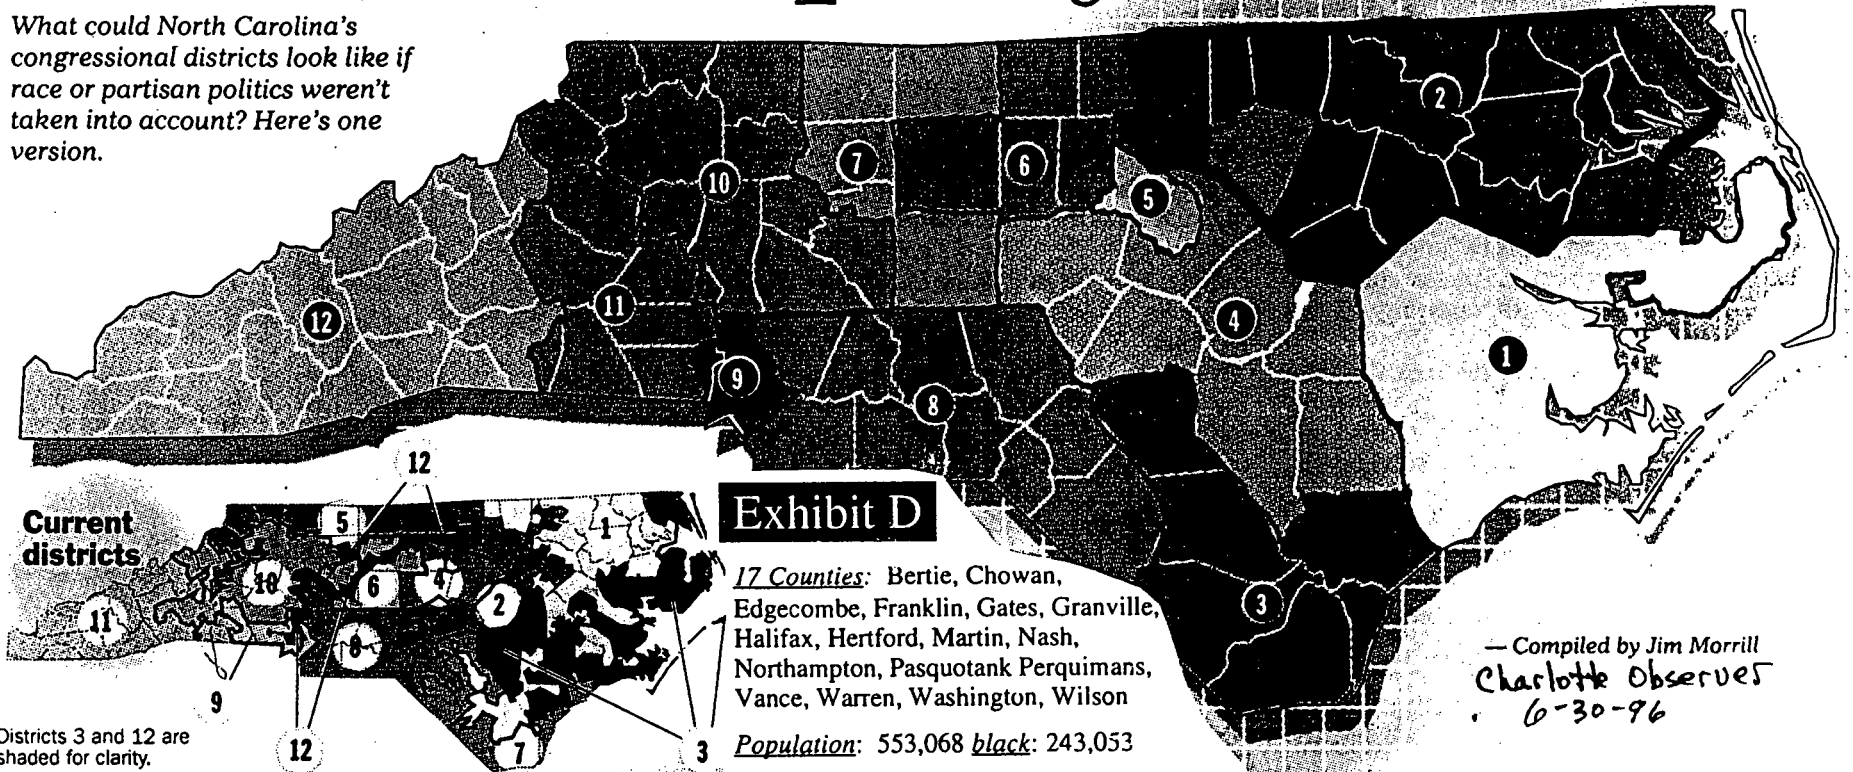 What could North Carolina's
congressional districts look like if
race or partisan politics weren't
taken into account? Here's one
version.
2
7
6
10
5
12
11
4
1
9
8
3
Current
districts
12
5
1
10
6
4
2
11
8
9
12
7
3
Districts 3 and 12 are
shaded for clarity.
Exhibit D
17 Counties: Bertie, Chowan,
Edgecombe, Franklin, Gates, Granville,
Halifax, Hertford, Martin, Nash,
Northampton, Pasquotank Perquimans,
Vance, Warren, Washington, Wilson
Population: 553,068 black: 243,053
— Compiled by Jim Morrill
Charlotte Observer
6-30-96